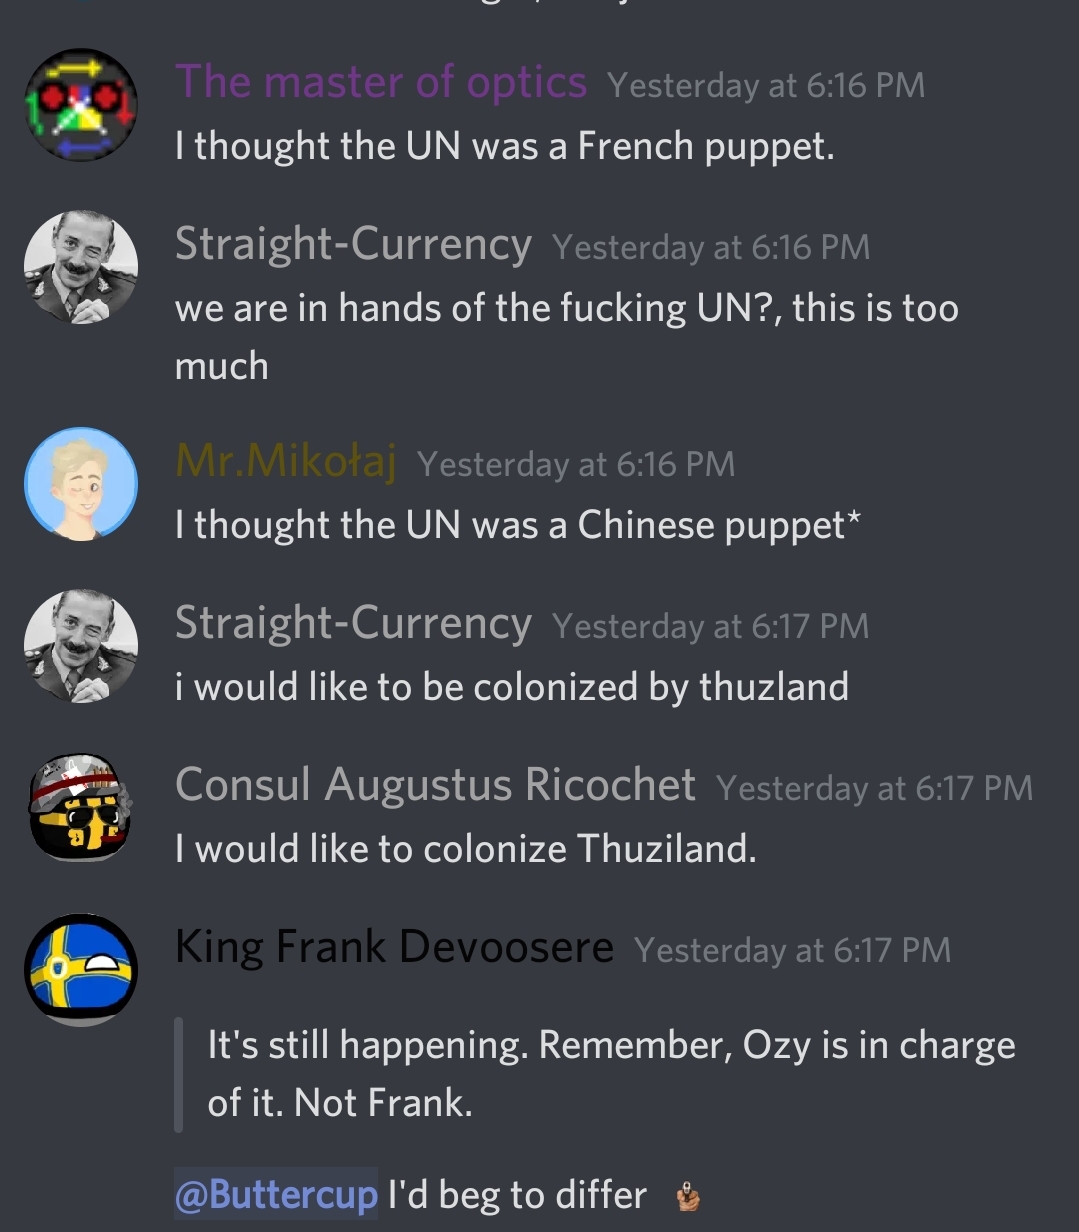 The master of optics Yesterday at 6:16 PM
I thought the UN was a French puppet.
Straight-Currency Yesterday at 6:16 PM
we are in hands of the fucking UN?, this is too
much
Mr.Mikołaj Yesterday at 6:16 PM
I thought the UN was a Chinese puppet*
Straight-Currency Yesterday at 6:17 PM
i would like to be colonized by thuzland
Consul Augustus Ricochet Yesterday at 6:17 PM
I would like to colonize Thuziland.
King Frank Devoosere Yesterday at 6:17 PM
It's still happening. Remember, Ozy is in charge
of it. Not Frank.
@Buttercup I'd beg to differ